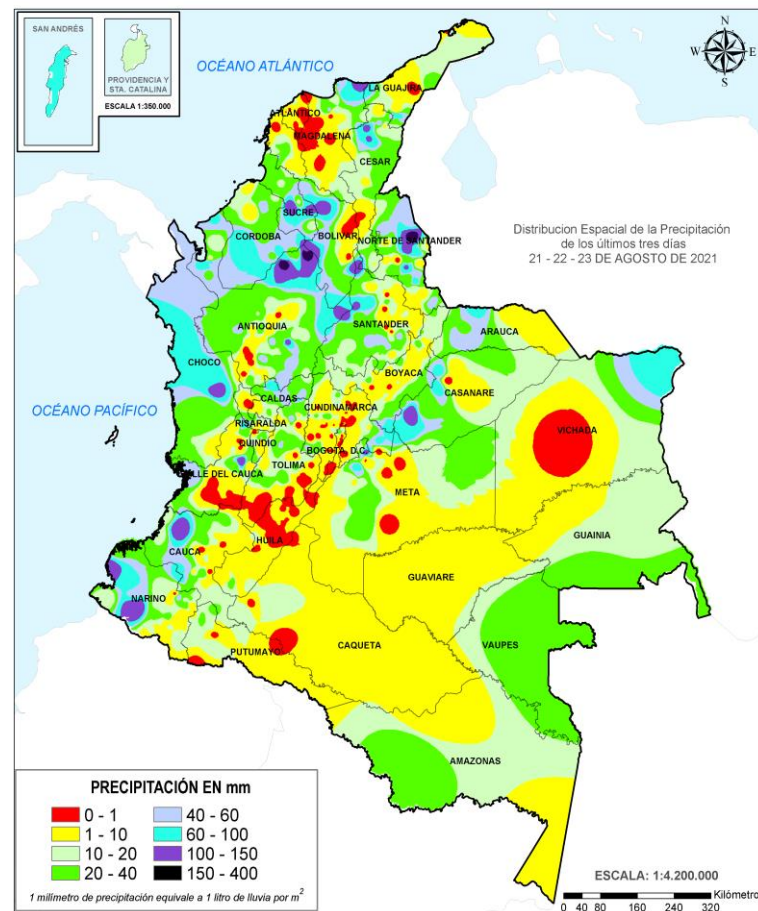 SAN ANDRÉS
PROVIDENCIA Y
STA. CATALINA
ESCALA 1:350.000
OCÉANO ATLÁNTICO
N
W E
S
LA GUAJIRA
ATLÁNTICO
MAGDALENA
CESAR
SUCRE
CORDOBA
BOLIVAR
NORTE DE SANTANDER
Distribucion Espacial de la Precipitación
de los últimos tres días
21 - 22 - 23 DE AGOSTO DE 2021
ANTIOQUIA
SANTANDER
ARAUCA
CHOCO
BOYACA
CASANARE
CALDAS
CUNDINAMARCA
OCÉANO PACÍFICO
RISARALDA
VICHADA
QUINDIO
BOGOTA, D.C.
TOLIMA
VALLE DEL CAUCA
META
GUAINIA
HUILA
CAUCA
GUAVIARE
NARIÑO
VAUPES
CAQUETA
PUTUMAYO
AMAZONAS
PRECIPITACIÓN EN mm
0 - 1 40 - 60
1 - 10 60 - 100
10 - 20 100 - 150
20 - 40 150 - 400
1 milímetro de precipitación equivale a 1 litro de lluvia por m²
ESCALA: 1:4.200.000
Kilómetro
0 40 80 160 240 320